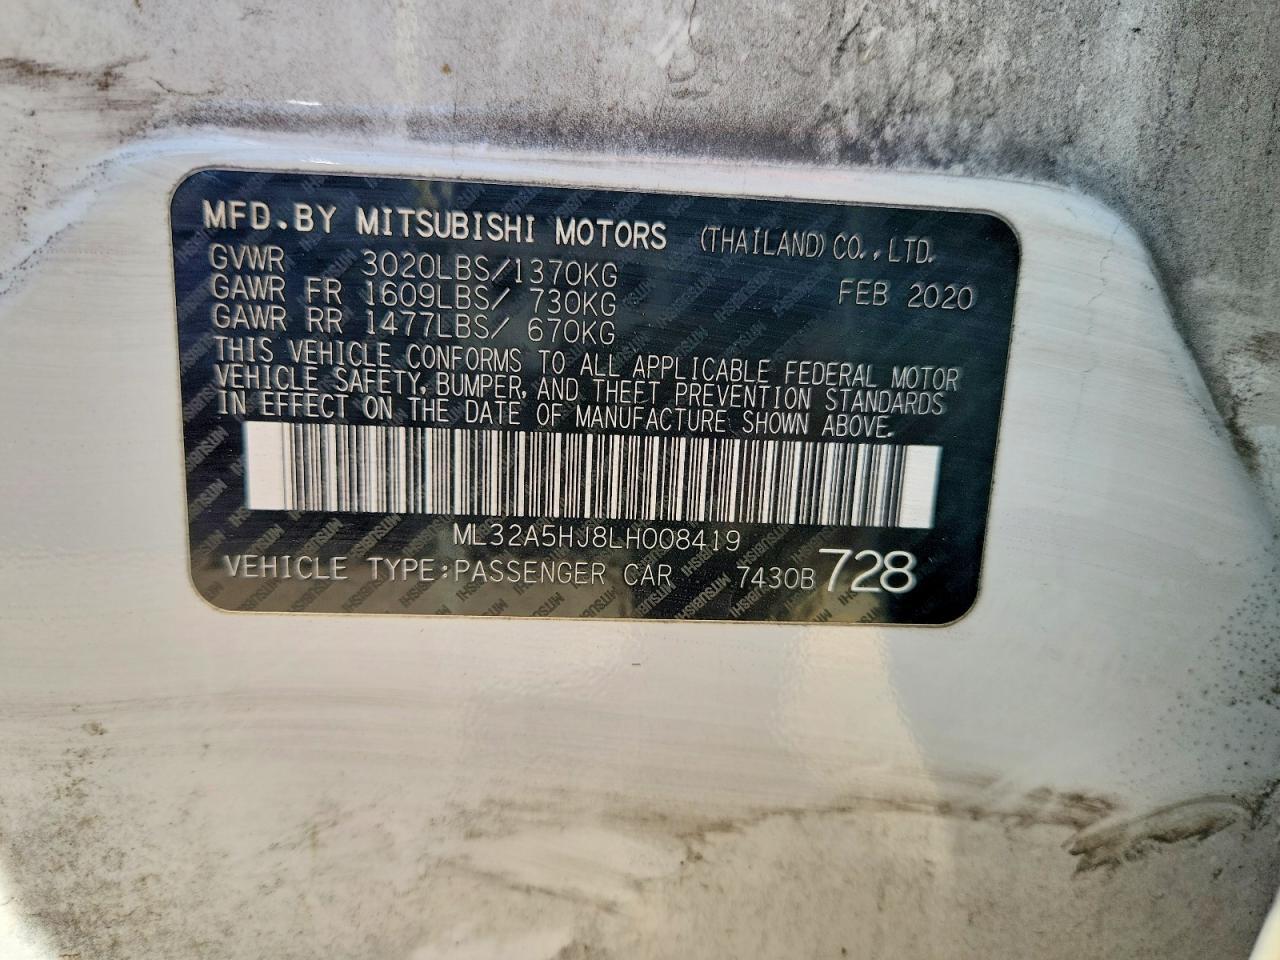 MFD.BY MITSUBISHI MOTORS (THAILAND)CO.,LTD.
GVWR 3020LBS/1370KG FEB 2020
GAWR FR 1609LBS/ 730KG
GAWR RR 1477LBS/ 670KG
THIS VEHICLE CONFORMS TO ALL APPLICABLE FEDERAL MOTOR
VEHICLE SAFETY, BUMPER, AND THEFT PREVENTION STANDARDS
IN EFFECT ON THE DATE OF MANUFACTURE SHOWN ABOVE.
ML32A5HJ8LH008419
VEHICLE TYPE:PASSENGER CAR 7430B 728